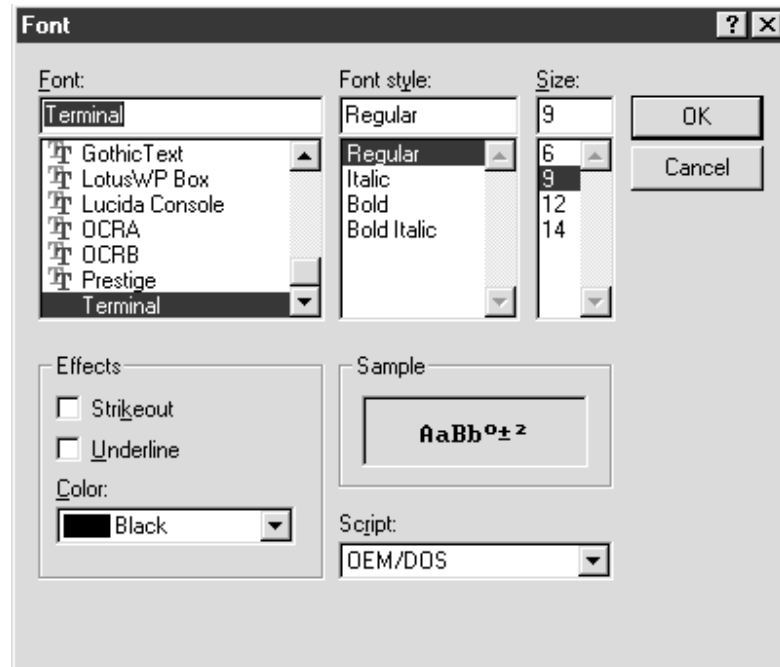 Font
Font:
Font style:
Size:
Terminal
Regular
9
OK
Cancel
GothicText
LotusWP Box
Lucida Console
OCRA
OCRB
Prestige
Terminal
Regular
Italic
Bold
Bold Italic
6
9
12
14
Effects
Strikeout
Underline
Color:
Black
Sample
AaBbº±²
Script:
OEM/DOS